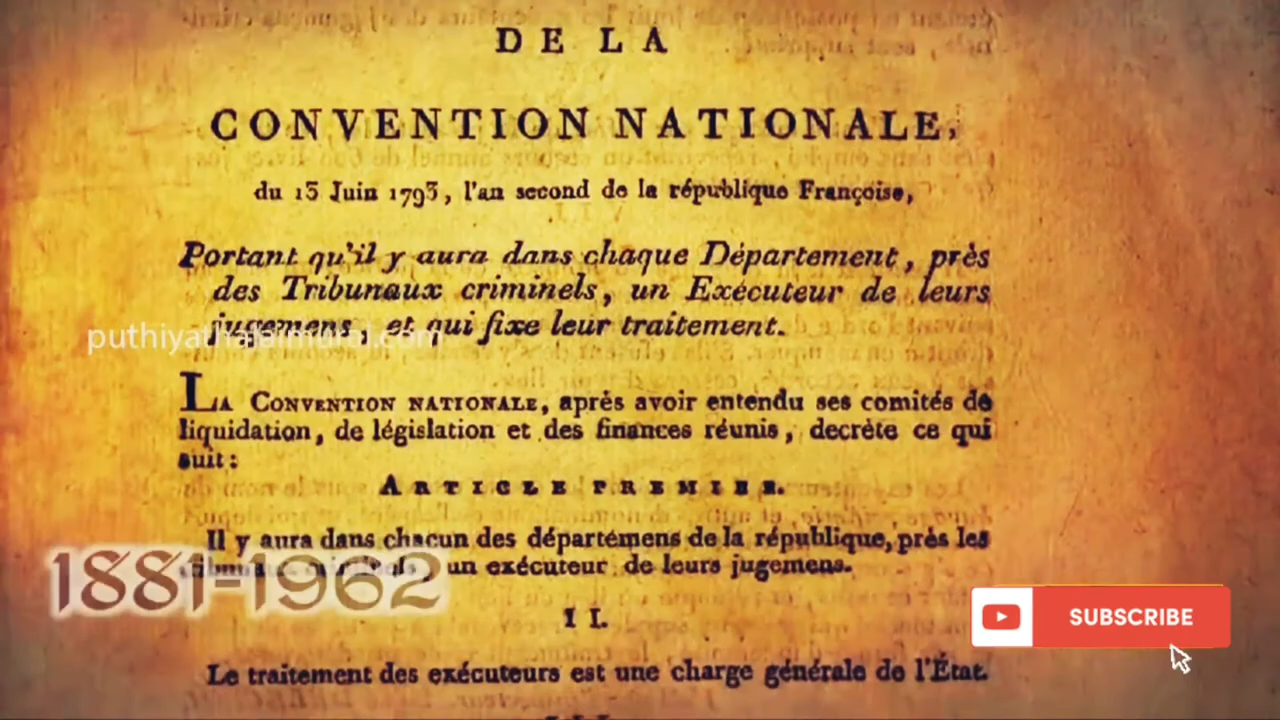 DE LA
CONVENTION NATIONALE,
du 13 Juin 1793, l'an second de la république Françoise,
Portant qu'il y aura dans chaque Département, près
des Tribunaux criminels, un Exécuteur de leurs
jugemens, et qui fixe leur traitement.
puthiyathalaimurai.com
LA CONVENTION NATIONALE, après avoir entendu ses comités de
liquidation, de législation et des finances réunis, decrète ce qui
suit:
ARTICLE PREMIER.
Il y aura dans chacun des départemens de la république, près les
tribunaux criminels, un exécuteur de leurs jugemens.
1881-1962
II.
SUBSCRIBE
Le traitement des exécuteurs est une charge générale de l'État.